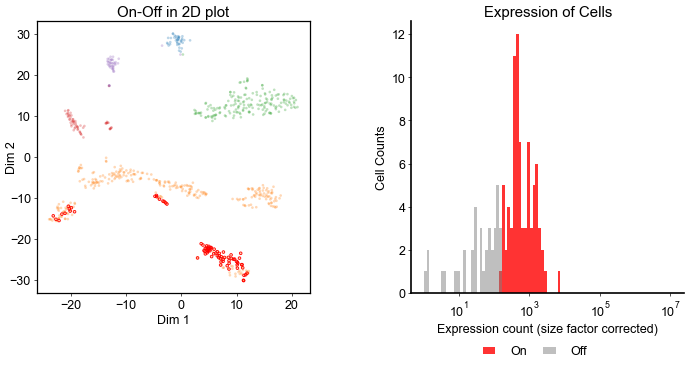 On-Off in 2D plot
Expression of Cells
30
20
10
0
−10
−20
−30
Dim 2
−20 −10 0 10 20
Dim 1
12
10
8
6
4
2
0
Cell Counts
10^1 10^3 10^5 10^7
Expression count (size factor corrected)
On Off